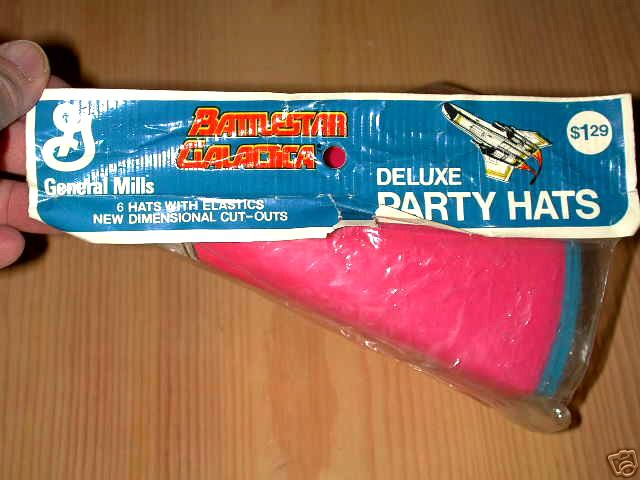 BATTLESTAR
GALACTICA
General Mills
6 HATS WITH ELASTICS
NEW DIMENSIONAL CUT-OUTS
DELUXE
PARTY HATS
$1.29